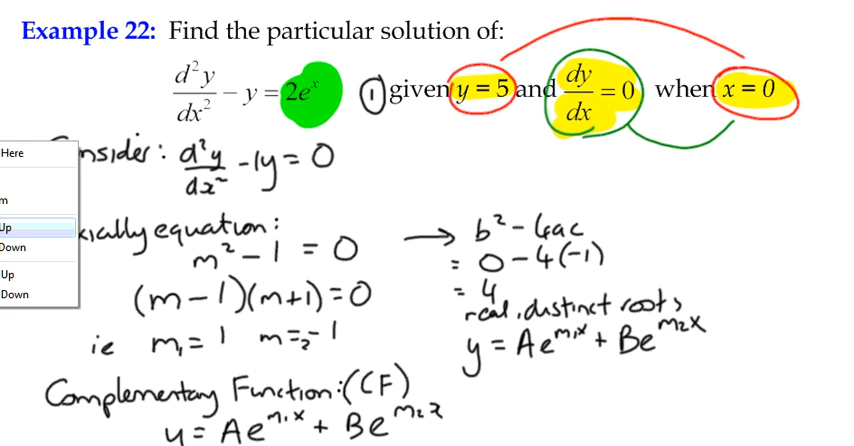 Example 22: Find the particular solution of:
d²y/dx² - y = 2eˣ ① given y = 5 and dy/dx = 0 when x = 0
Here
nsider: d²y/dx² - 1y = 0
m
Up
ially equation:
Down
m² - 1 = 0 → b² - 4ac
= 0 - 4(-1)
Up
(m - 1)(m + 1) = 0
= 4
Down
real, distinct roots
ie m₁ = 1 m₂ = -1
y = Ae^m₁x + Be^m₂x
Complementary Function: (CF)
y = Ae^m₁x + Be^m₂x